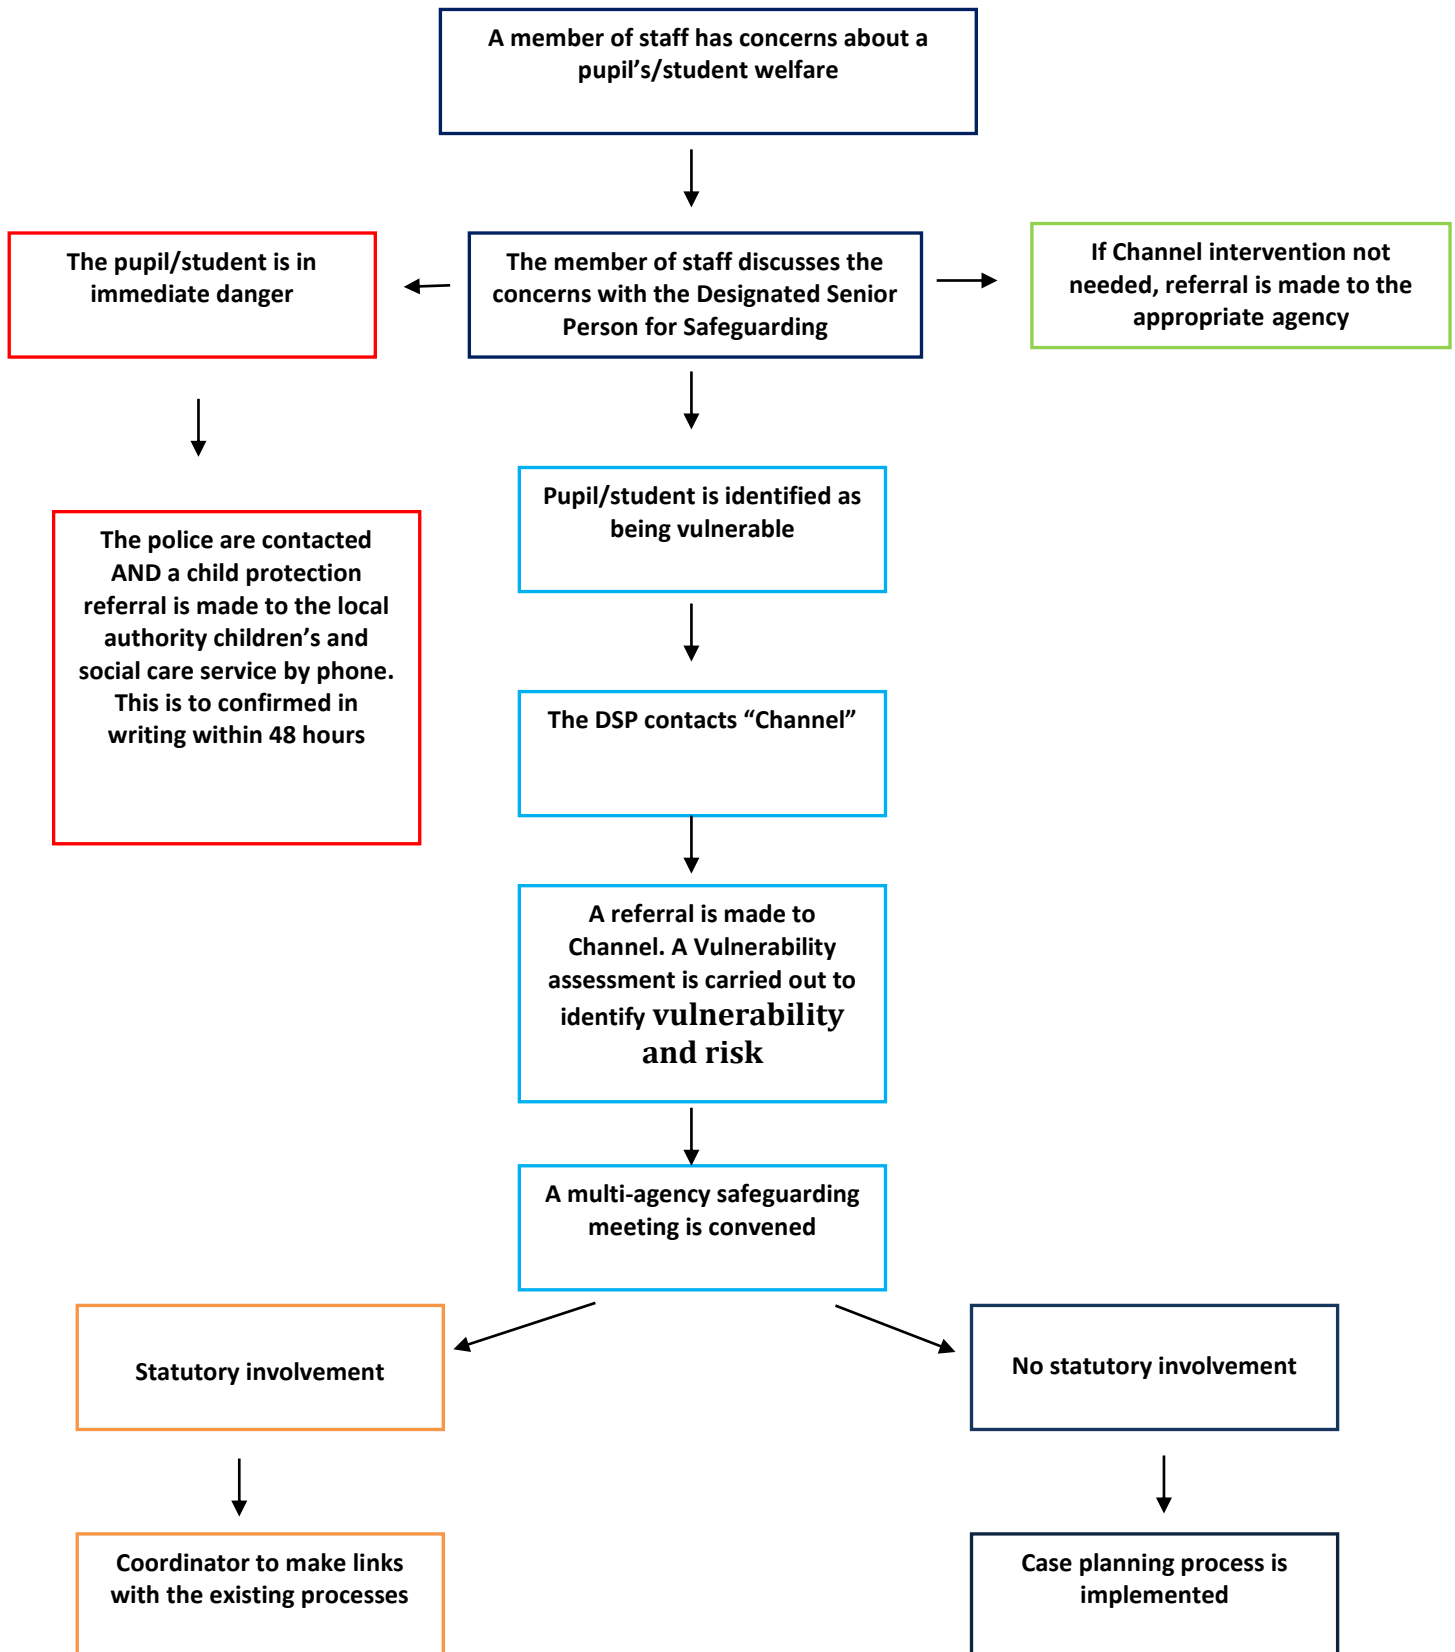 A member of staff has concerns about a
pupil’s/student welfare
The pupil/student is in
immediate danger
The member of staff discusses the
concerns with the Designated Senior
Person for Safeguarding
If Channel intervention not
needed, referral is made to the
appropriate agency
The police are contacted
AND a child protection
referral is made to the local
authority children’s and
social care service by phone.
This is to confirmed in
writing within 48 hours
Pupil/student is identified as
being vulnerable
The DSP contacts “Channel”
A referral is made to
Channel. A Vulnerability
assessment is carried out to
identify vulnerability
and risk
A multi-agency safeguarding
meeting is convened
Statutory involvement
No statutory involvement
Coordinator to make links
with the existing processes
Case planning process is
implemented